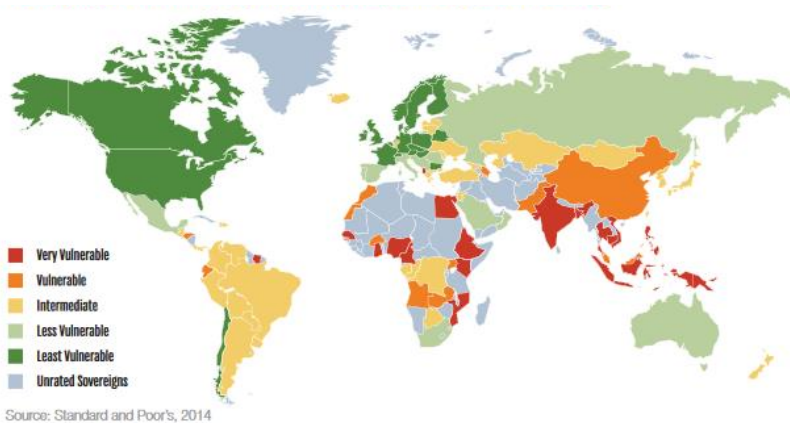 Very Vulnerable
Vulnerable
Intermediate
Less Vulnerable
Least Vulnerable
Unrated Sovereigns
Source: Standard and Poor's, 2014